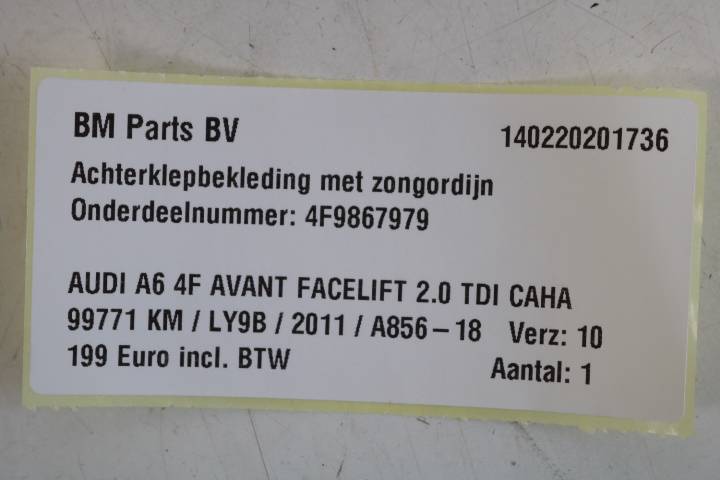 BM Parts BV 140220201736
Achterklepbekleding met zongordijn
Onderdeelnummer: 4F9867979
AUDI A6 4F AVANT FACELIFT 2.0 TDI CAHA
99771 KM / LY9B / 2011 / A856-18 Verz: 10
199 Euro incl. BTW Aantal: 1